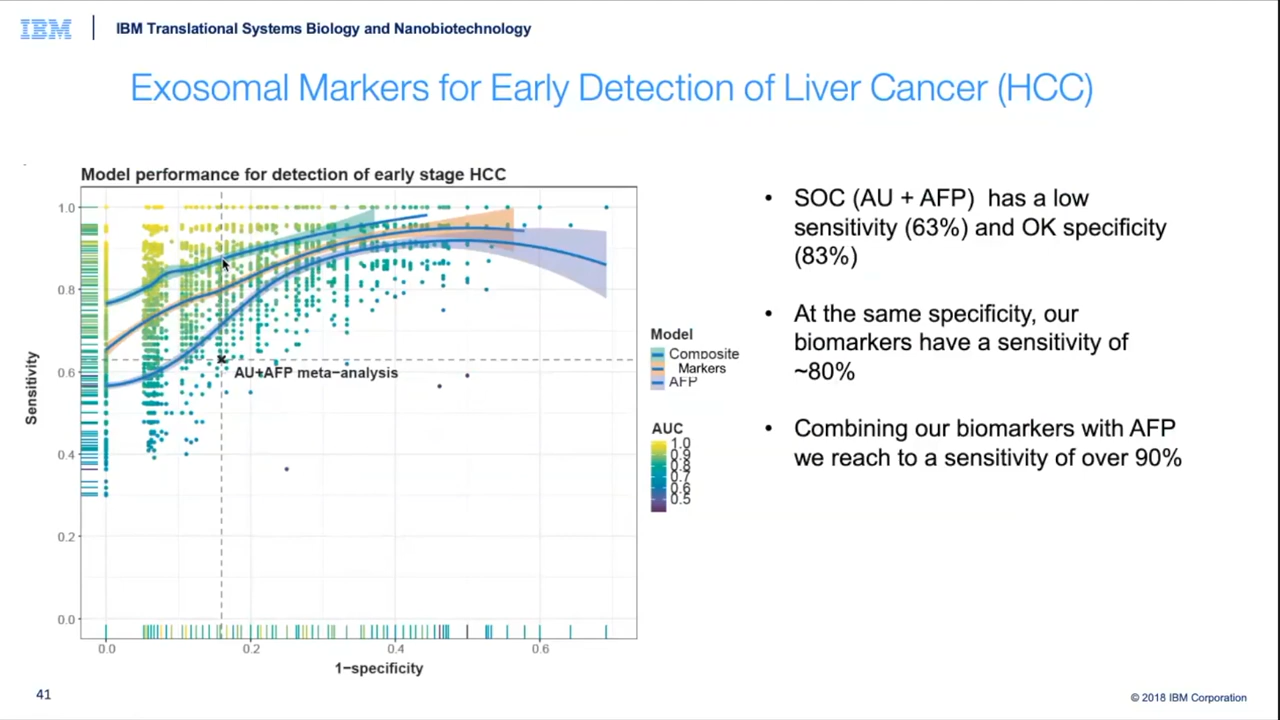 IBM
IBM Translational Systems Biology and Nanobiotechnology
Exosomal Markers for Early Detection of Liver Cancer (HCC)
Model performance for detection of early stage HCC
1.0
0.8
0.6
0.4
0.2
0.0
Sensitivity
AU+AFP meta−analysis
0.0
0.2
0.4
0.6
1−specificity
Model
Composite
Markers
AFP
AUC
1.0
0.9
0.8
0.7
0.6
0.5
• SOC (AU + AFP) has a low
sensitivity (63%) and OK specificity
(83%)
• At the same specificity, our
biomarkers have a sensitivity of
~80%
• Combining our biomarkers with AFP
we reach to a sensitivity of over 90%
41
© 2018 IBM Corporation